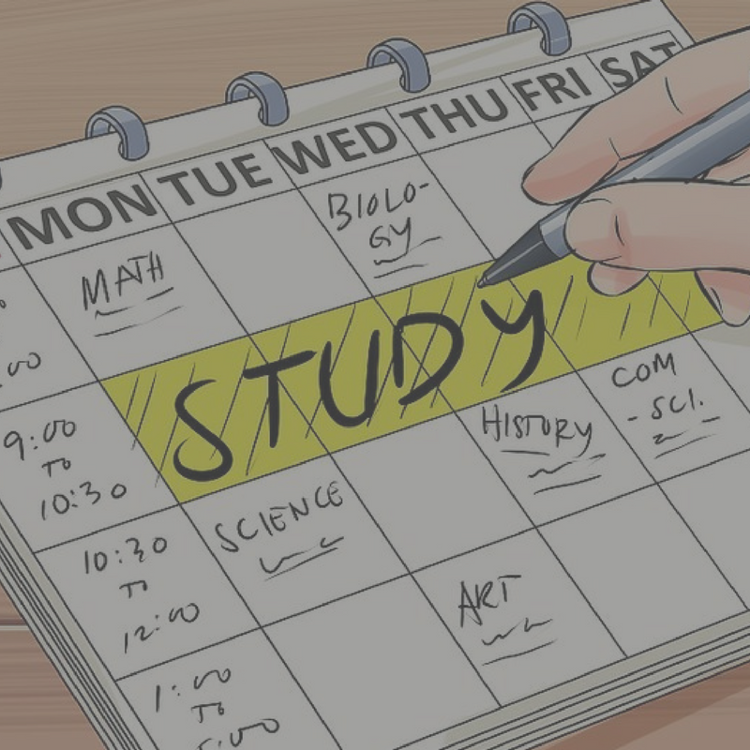 MON TUE WED THU FRI SAT
MATH
BIOLO-
GY
STUDY
9:00
TO
10:30
HISTORY
COM
- SCI.
SCIENCE
10:30
TO
12:00
ART
1:00
TO